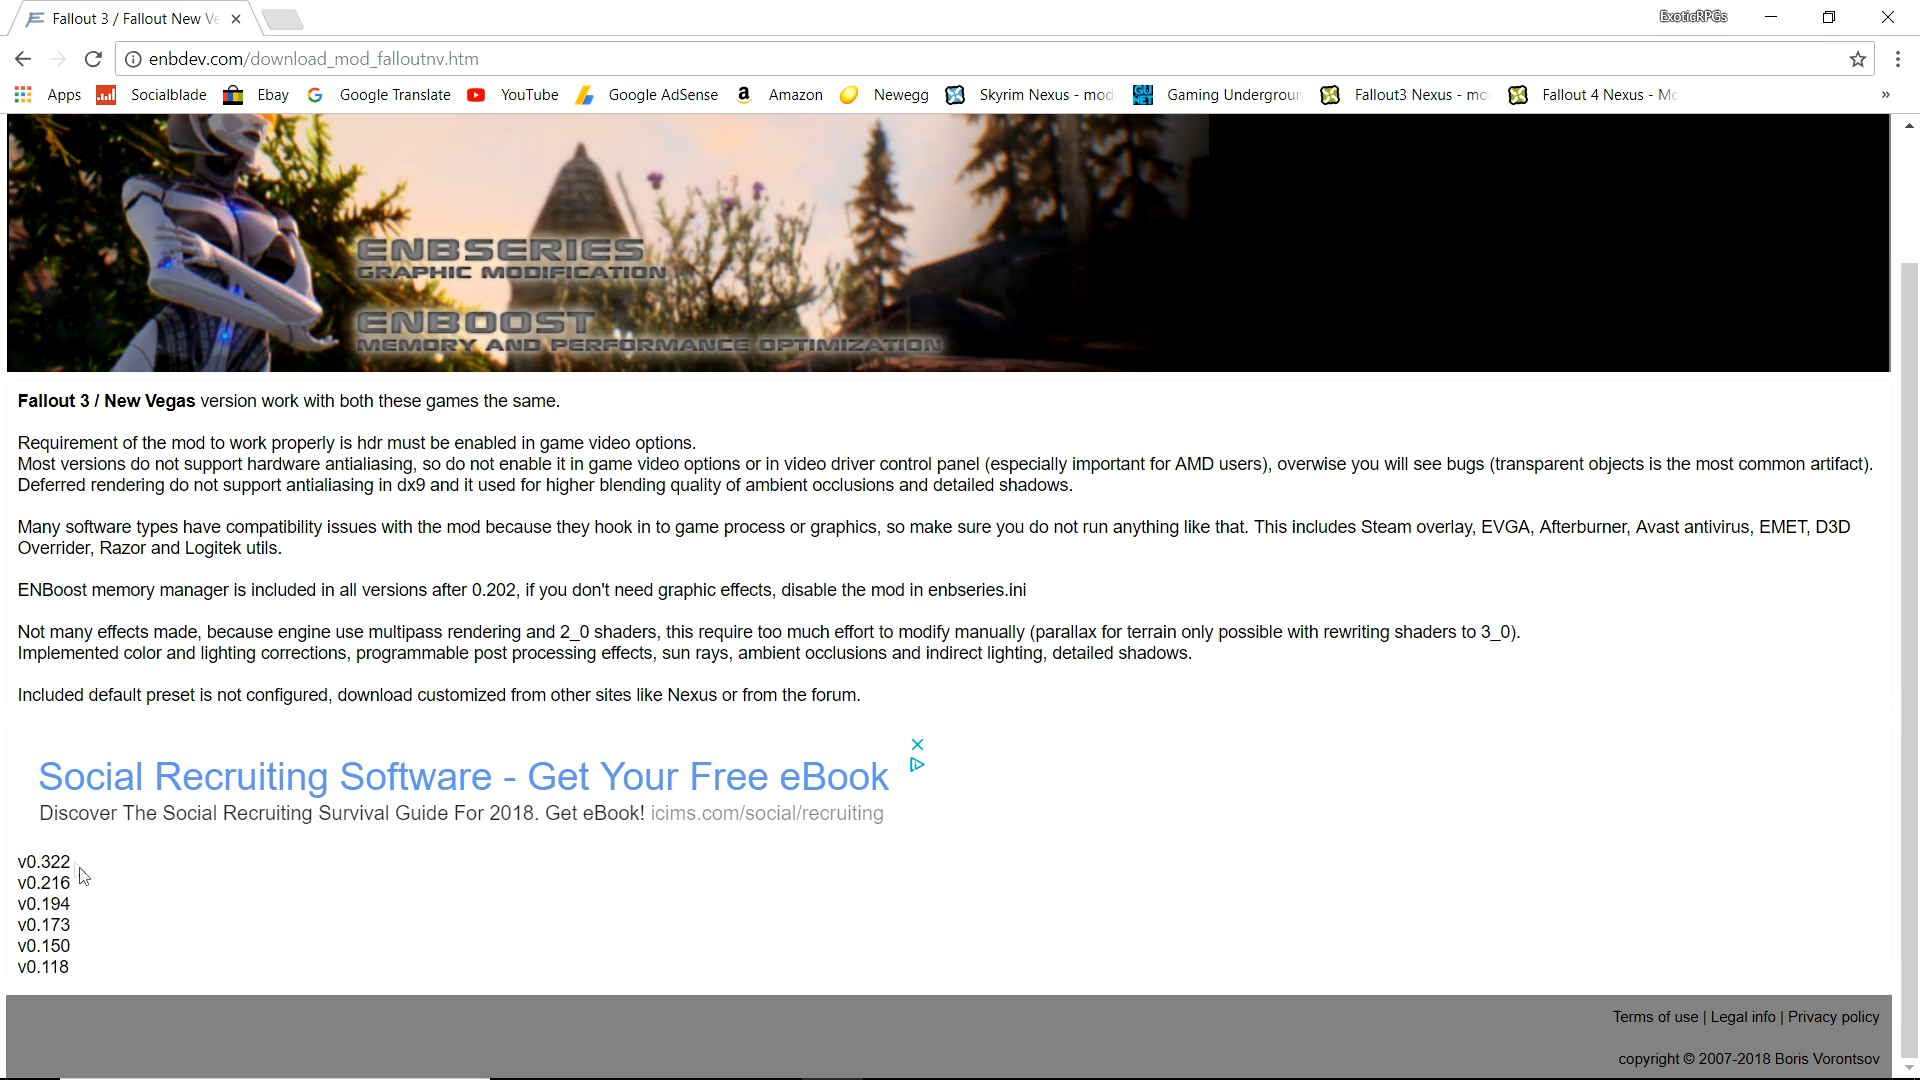 Fallout 3 / Fallout New Ve
ExoticRPGs
enbdev.com/download_mod_falloutnv.htm
Apps Socialblade Ebay Google Translate YouTube Google AdSense Amazon Newegg Skyrim Nexus - mod Gaming Undergroun Fallout3 Nexus - mo Fallout 4 Nexus - Mo »
ENBSERIES
GRAPHIC MODIFICATION
ENBOOST
MEMORY AND PERFORMANCE OPTIMIZATION
Fallout 3 / New Vegas version work with both these games the same.
Requirement of the mod to work properly is hdr must be enabled in game video options.
Most versions do not support hardware antialiasing, so do not enable it in game video options or in video driver control panel (especially important for AMD users), overwise you will see bugs (transparent objects is the most common artifact).
Deferred rendering do not support antialiasing in dx9 and it used for higher blending quality of ambient occlusions and detailed shadows.
Many software types have compatibility issues with the mod because they hook in to game process or graphics, so make sure you do not run anything like that. This includes Steam overlay, EVGA, Afterburner, Avast antivirus, EMET, D3D
Overrider, Razor and Logitek utils.
ENBoost memory manager is included in all versions after 0.202, if you don't need graphic effects, disable the mod in enbseries.ini
Not many effects made, because engine use multipass rendering and 2_0 shaders, this require too much effort to modify manually (parallax for terrain only possible with rewriting shaders to 3_0).
Implemented color and lighting corrections, programmable post processing effects, sun rays, ambient occlusions and indirect lighting, detailed shadows.
Included default preset is not configured, download customized from other sites like Nexus or from the forum.
Social Recruiting Software - Get Your Free eBook
Discover The Social Recruiting Survival Guide For 2018. Get eBook! icims.com/social/recruiting
v0.322
v0.216
v0.194
v0.173
v0.150
v0.118
Terms of use | Legal info | Privacy policy
copyright © 2007-2018 Boris Vorontsov